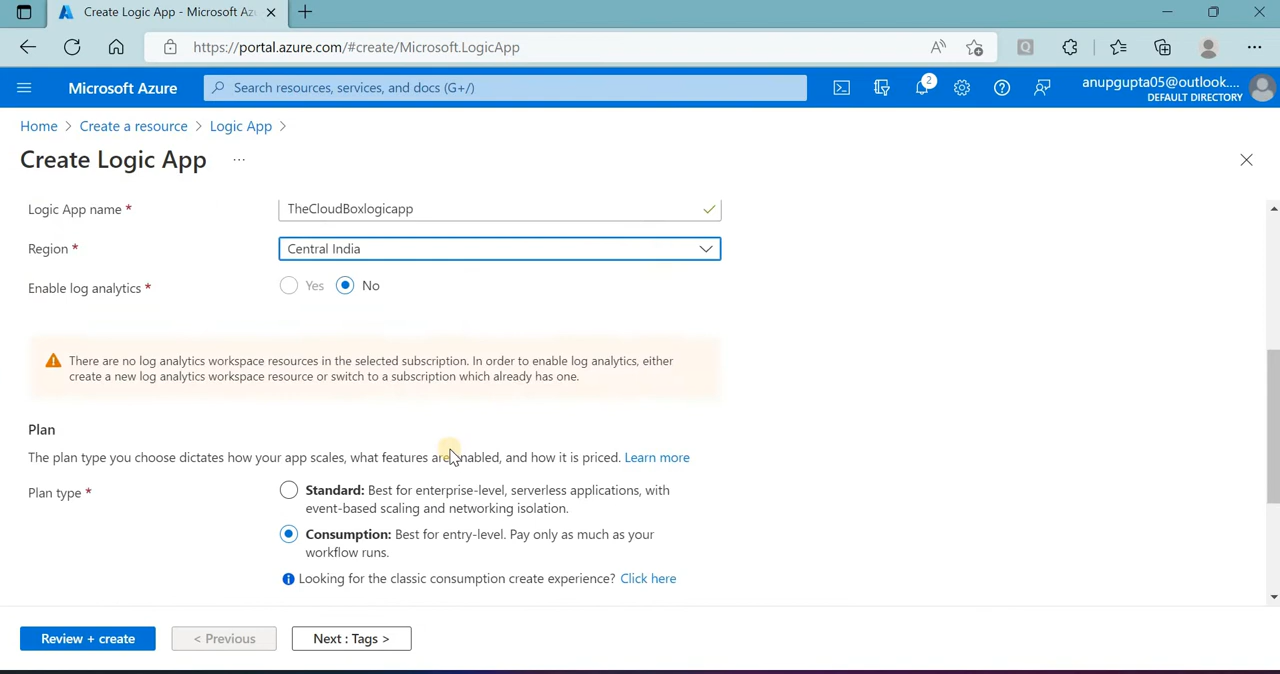 Create Logic App - Microsoft Az
https://portal.azure.com/#create/Microsoft.LogicApp
Microsoft Azure
Search resources, services, and docs (G+/)
2
anupgupta05@outlook....
DEFAULT DIRECTORY
Home > Create a resource > Logic App >
Create Logic App ...
Logic App name *
TheCloudBoxlogicapp
Region *
Central India
Enable log analytics *
Yes
No
There are no log analytics workspace resources in the selected subscription. In order to enable log analytics, either
create a new log analytics workspace resource or switch to a subscription which already has one.
Plan
The plan type you choose dictates how your app scales, what features are enabled, and how it is priced. Learn more
Plan type *
Standard: Best for enterprise-level, serverless applications, with
event-based scaling and networking isolation.
Consumption: Best for entry-level. Pay only as much as your
workflow runs.
Looking for the classic consumption create experience? Click here
Review + create
< Previous
Next : Tags >